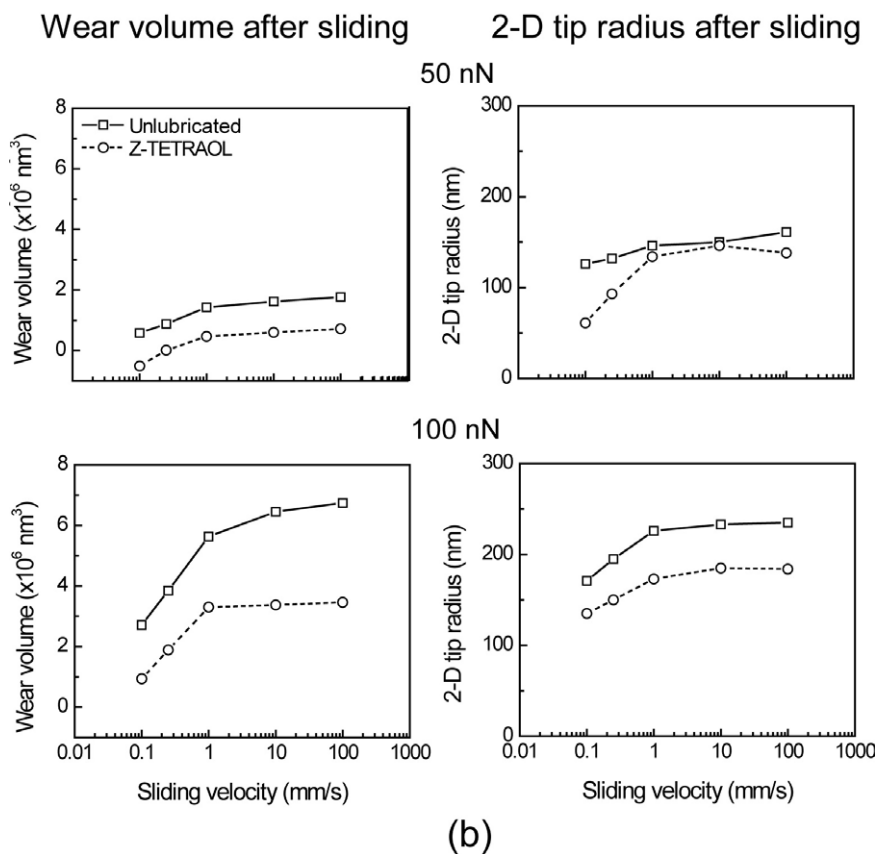 Wear volume after sliding
2-D tip radius after sliding
50 nN
Wear volume (x10⁶ nm³)
8
6
4
2
0
Unlubricated
Z-TETRAOL
2-D tip radius (nm)
300
200
100
0
100 nN
Wear volume (x10⁶ nm³)
8
6
4
2
0
0.01 0.1 1 10 100 1000
Sliding velocity (mm/s)
2-D tip radius (nm)
300
200
100
0
0.01 0.1 1 10 100 1000
Sliding velocity (mm/s)
(b)